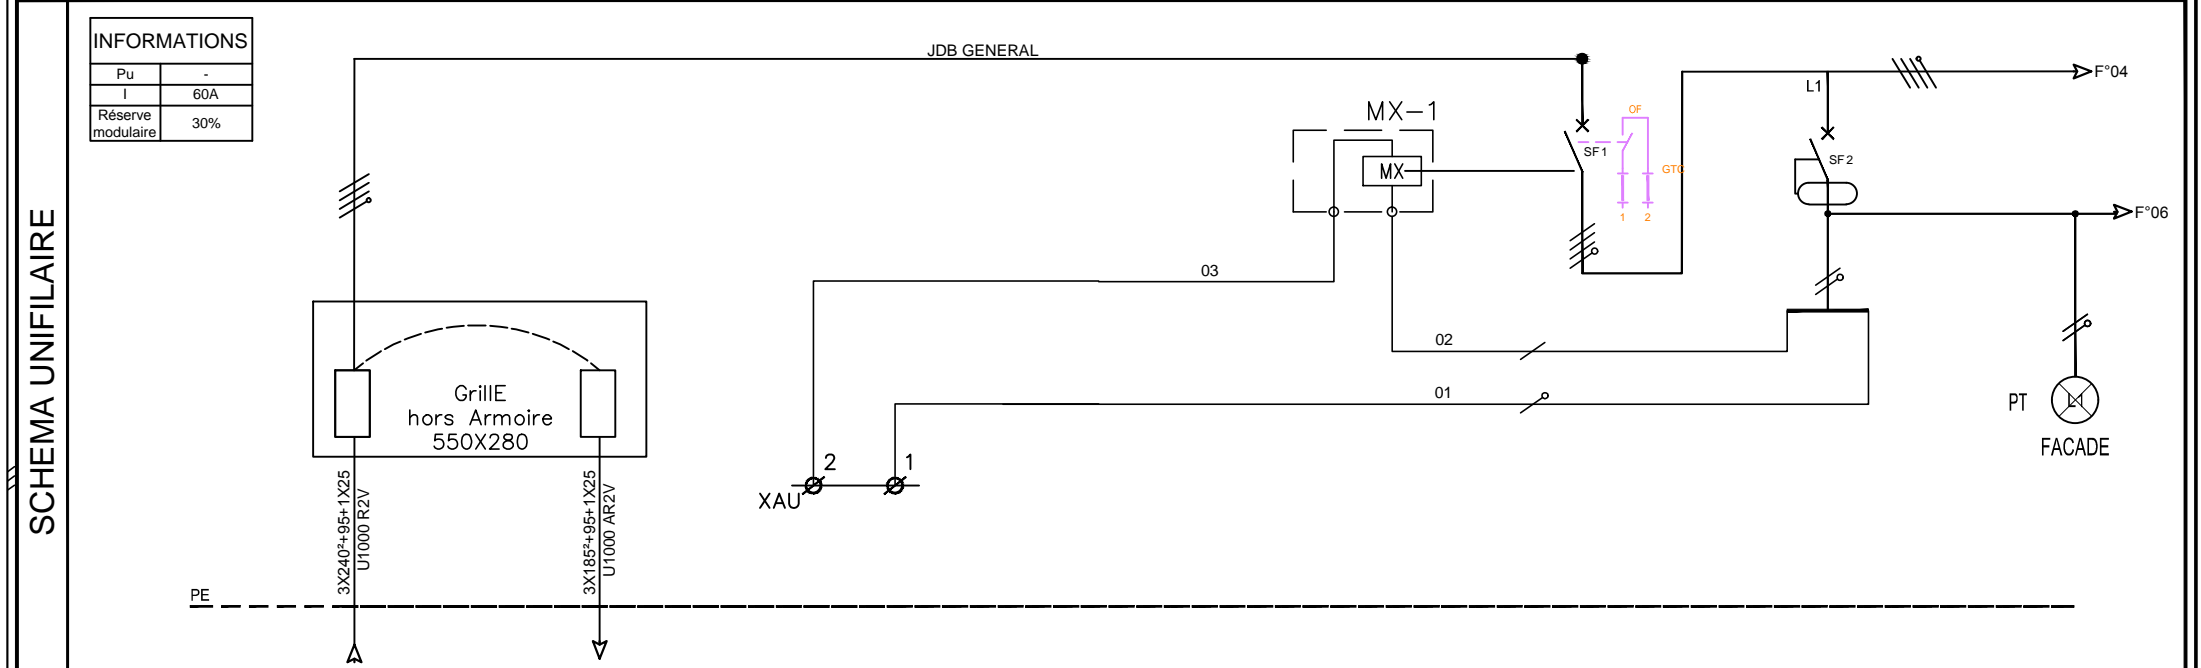 SCHEMA UNIFILAIRE
INFORMATIONS
Pu -
I 60A
Réserve
modulaire 30%
JDB GENERAL
MX-1
MX
OF
SF1
GTC
1 2
L1
SF2
F°04
F°06
03
02
01
GrillE
hors Armoire
550X280
2 1
XAU
PT
L1
FACADE
3X240²+95+1X25
U1000 R2V
3X185²+95+1X25
U1000 AR2V
PE